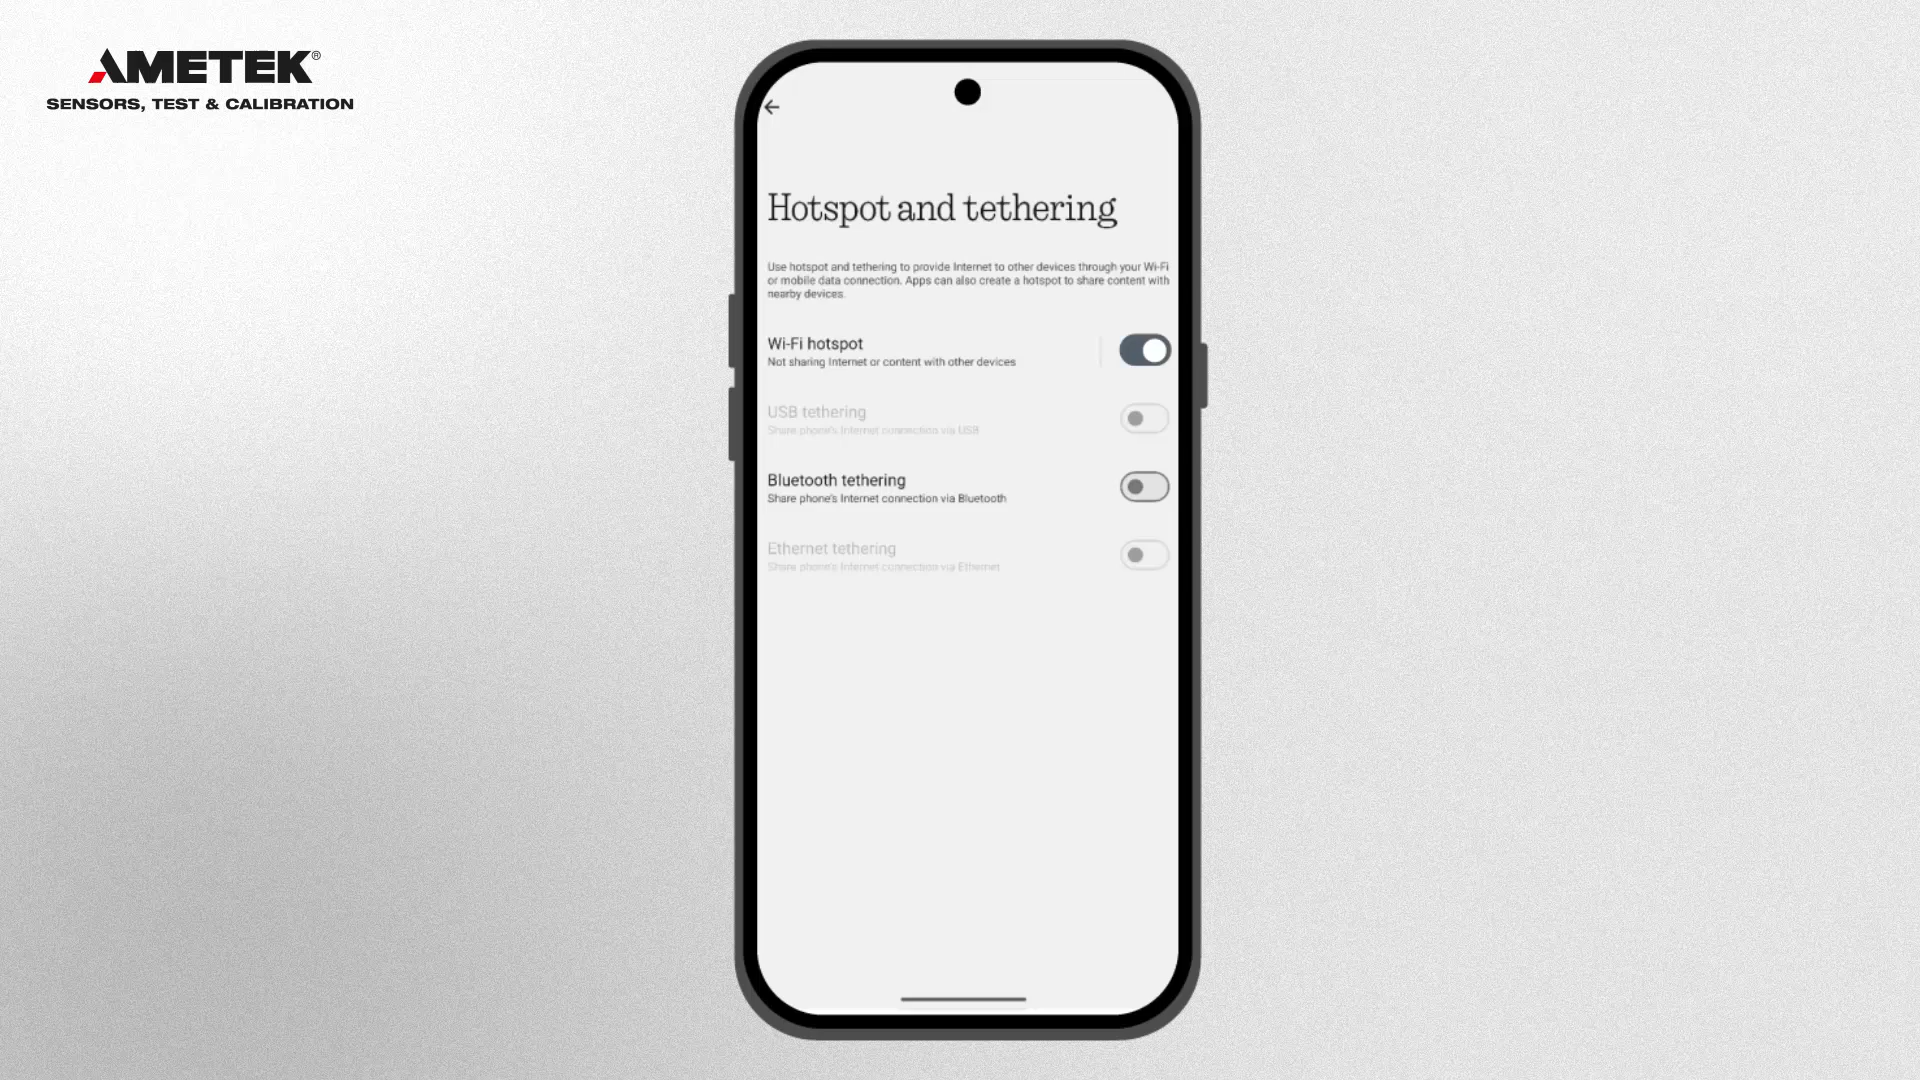 AMETEK®
SENSORS, TEST & CALIBRATION
Hotspot and tethering
Use hotspot and tethering to provide Internet to other devices through your Wi-Fi
or mobile data connection. Apps can also create a hotspot to share content with
nearby devices.
Wi-Fi hotspot
Not sharing Internet or content with other devices
USB tethering
Share phone's Internet connection via USB
Bluetooth tethering
Share phone's Internet connection via Bluetooth
Ethernet tethering
Share phone's Internet connection via Ethernet